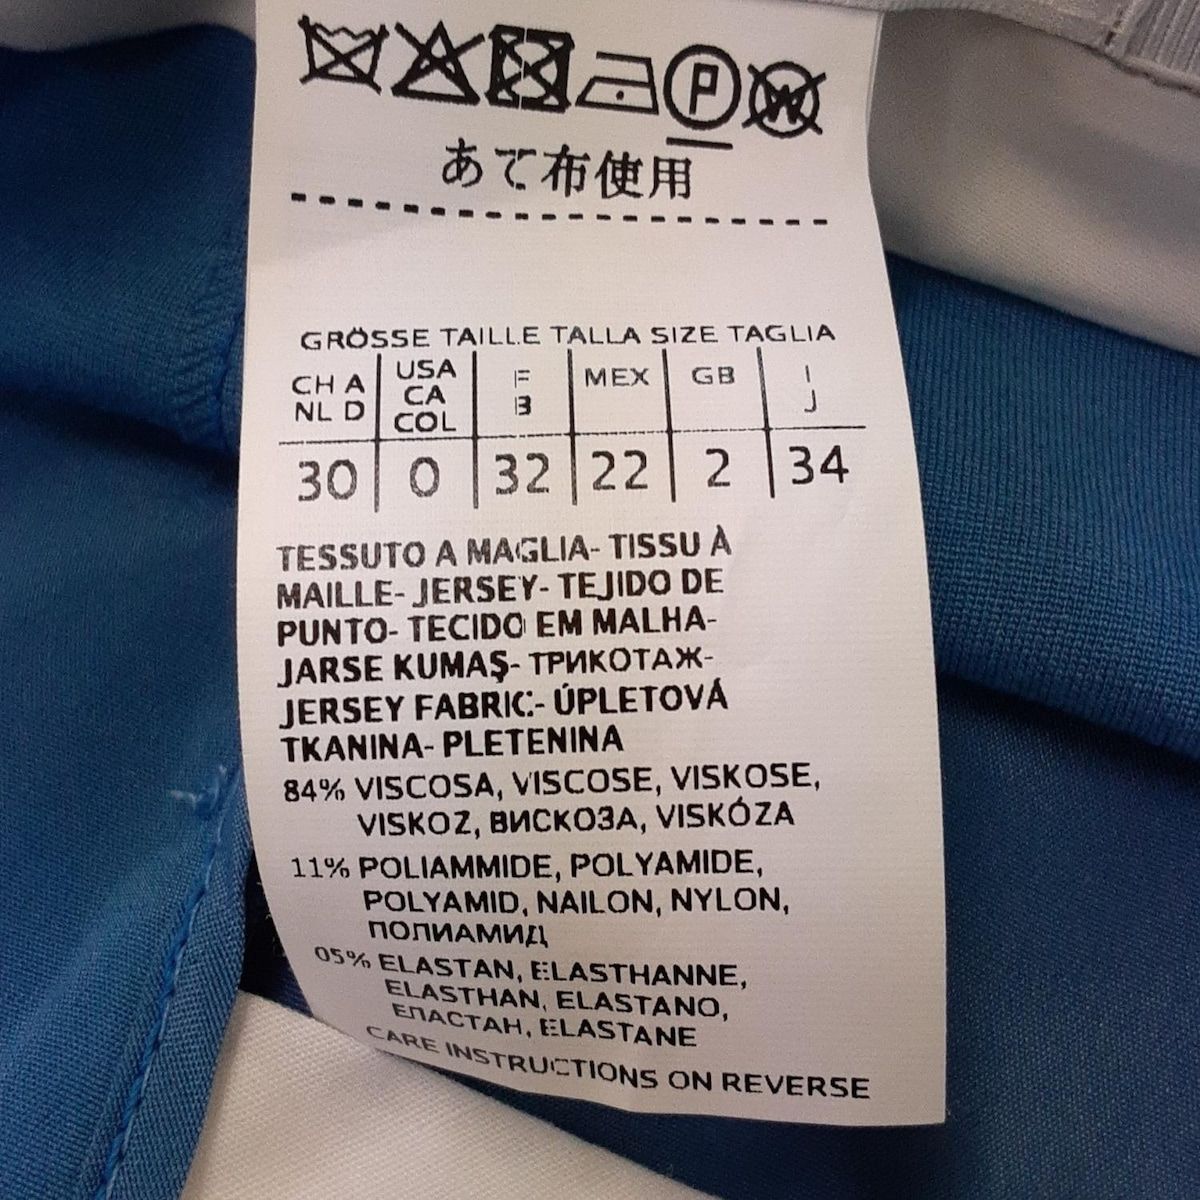 P W
あて布使用
GRÖSSE TAILLE TALLA SIZE TAGLIA
CH A NL D USA CA COL F B MEX GB I J
30 0 32 22 2 34
TESSUTO A MAGLIA- TISSU À
MAILLE- JERSEY- TEJIDO DE
PUNTO- TECIDO EM MALHA-
JARSE KUMAŞ- ТРИКОТАЖ-
JERSEY FABRIC- ÚPLETOVÁ
TKANINA- PLETENINA
84% VISCOSA, VISCOSE, VISKOSE,
VISKOZ, ВИСКОЗА, VISKÓZA
11% POLIAMMIDE, POLYAMIDE,
POLYAMID, NAILON, NYLON,
ПОЛИАМИД
05% ELASTAN, ELASTHANNE,
ELASTHAN, ELASTANO,
ЕЛАСТАН, ELASTANE
CARE INSTRUCTIONS ON REVERSE